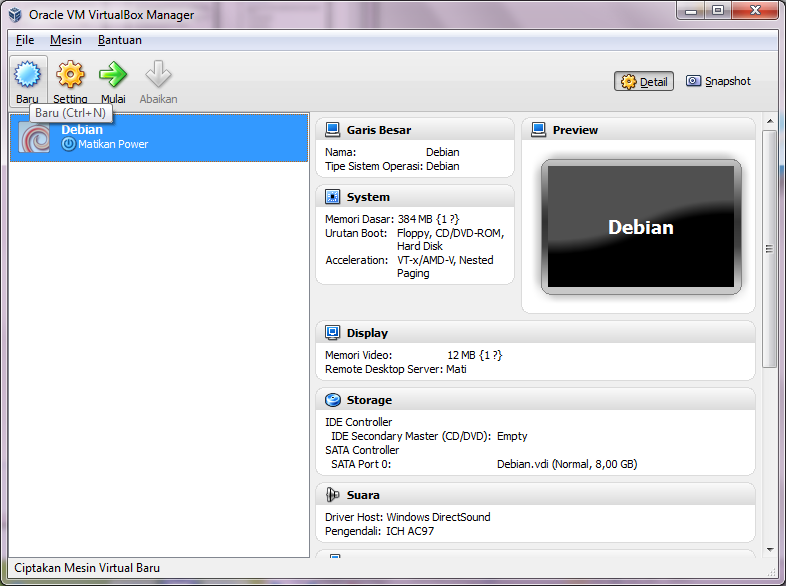 Oracle VM VirtualBox Manager
File Mesin Bantuan
Baru Setting Mulai Abaikan
Detail Snapshot
Baru (Ctrl+N)
Debian
Matikan Power
Garis Besar
Nama: Debian
Tipe Sistem Operasi: Debian
System
Memori Dasar: 384 MB {1 ?}
Urutan Boot: Floppy, CD/DVD-ROM,
Hard Disk
Acceleration: VT-x/AMD-V, Nested
Paging
Preview
Debian
Display
Memori Video: 12 MB {1 ?}
Remote Desktop Server: Mati
Storage
IDE Controller
IDE Secondary Master (CD/DVD): Empty
SATA Controller
SATA Port 0: Debian.vdi (Normal, 8,00 GB)
Suara
Driver Host: Windows DirectSound
Pengendali: ICH AC97
Ciptakan Mesin Virtual Baru